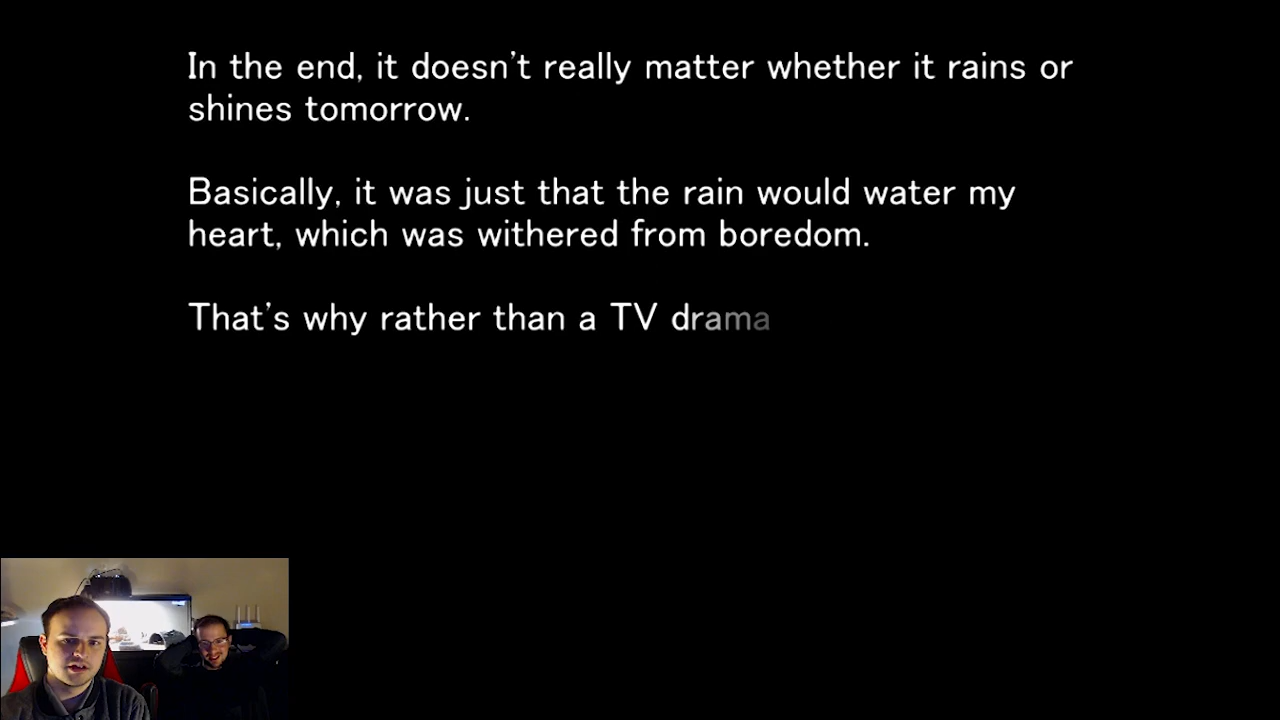 In the end, it doesn't really matter whether it rains or
shines tomorrow.
Basically, it was just that the rain would water my
heart, which was withered from boredom.
That's why rather than a TV drama